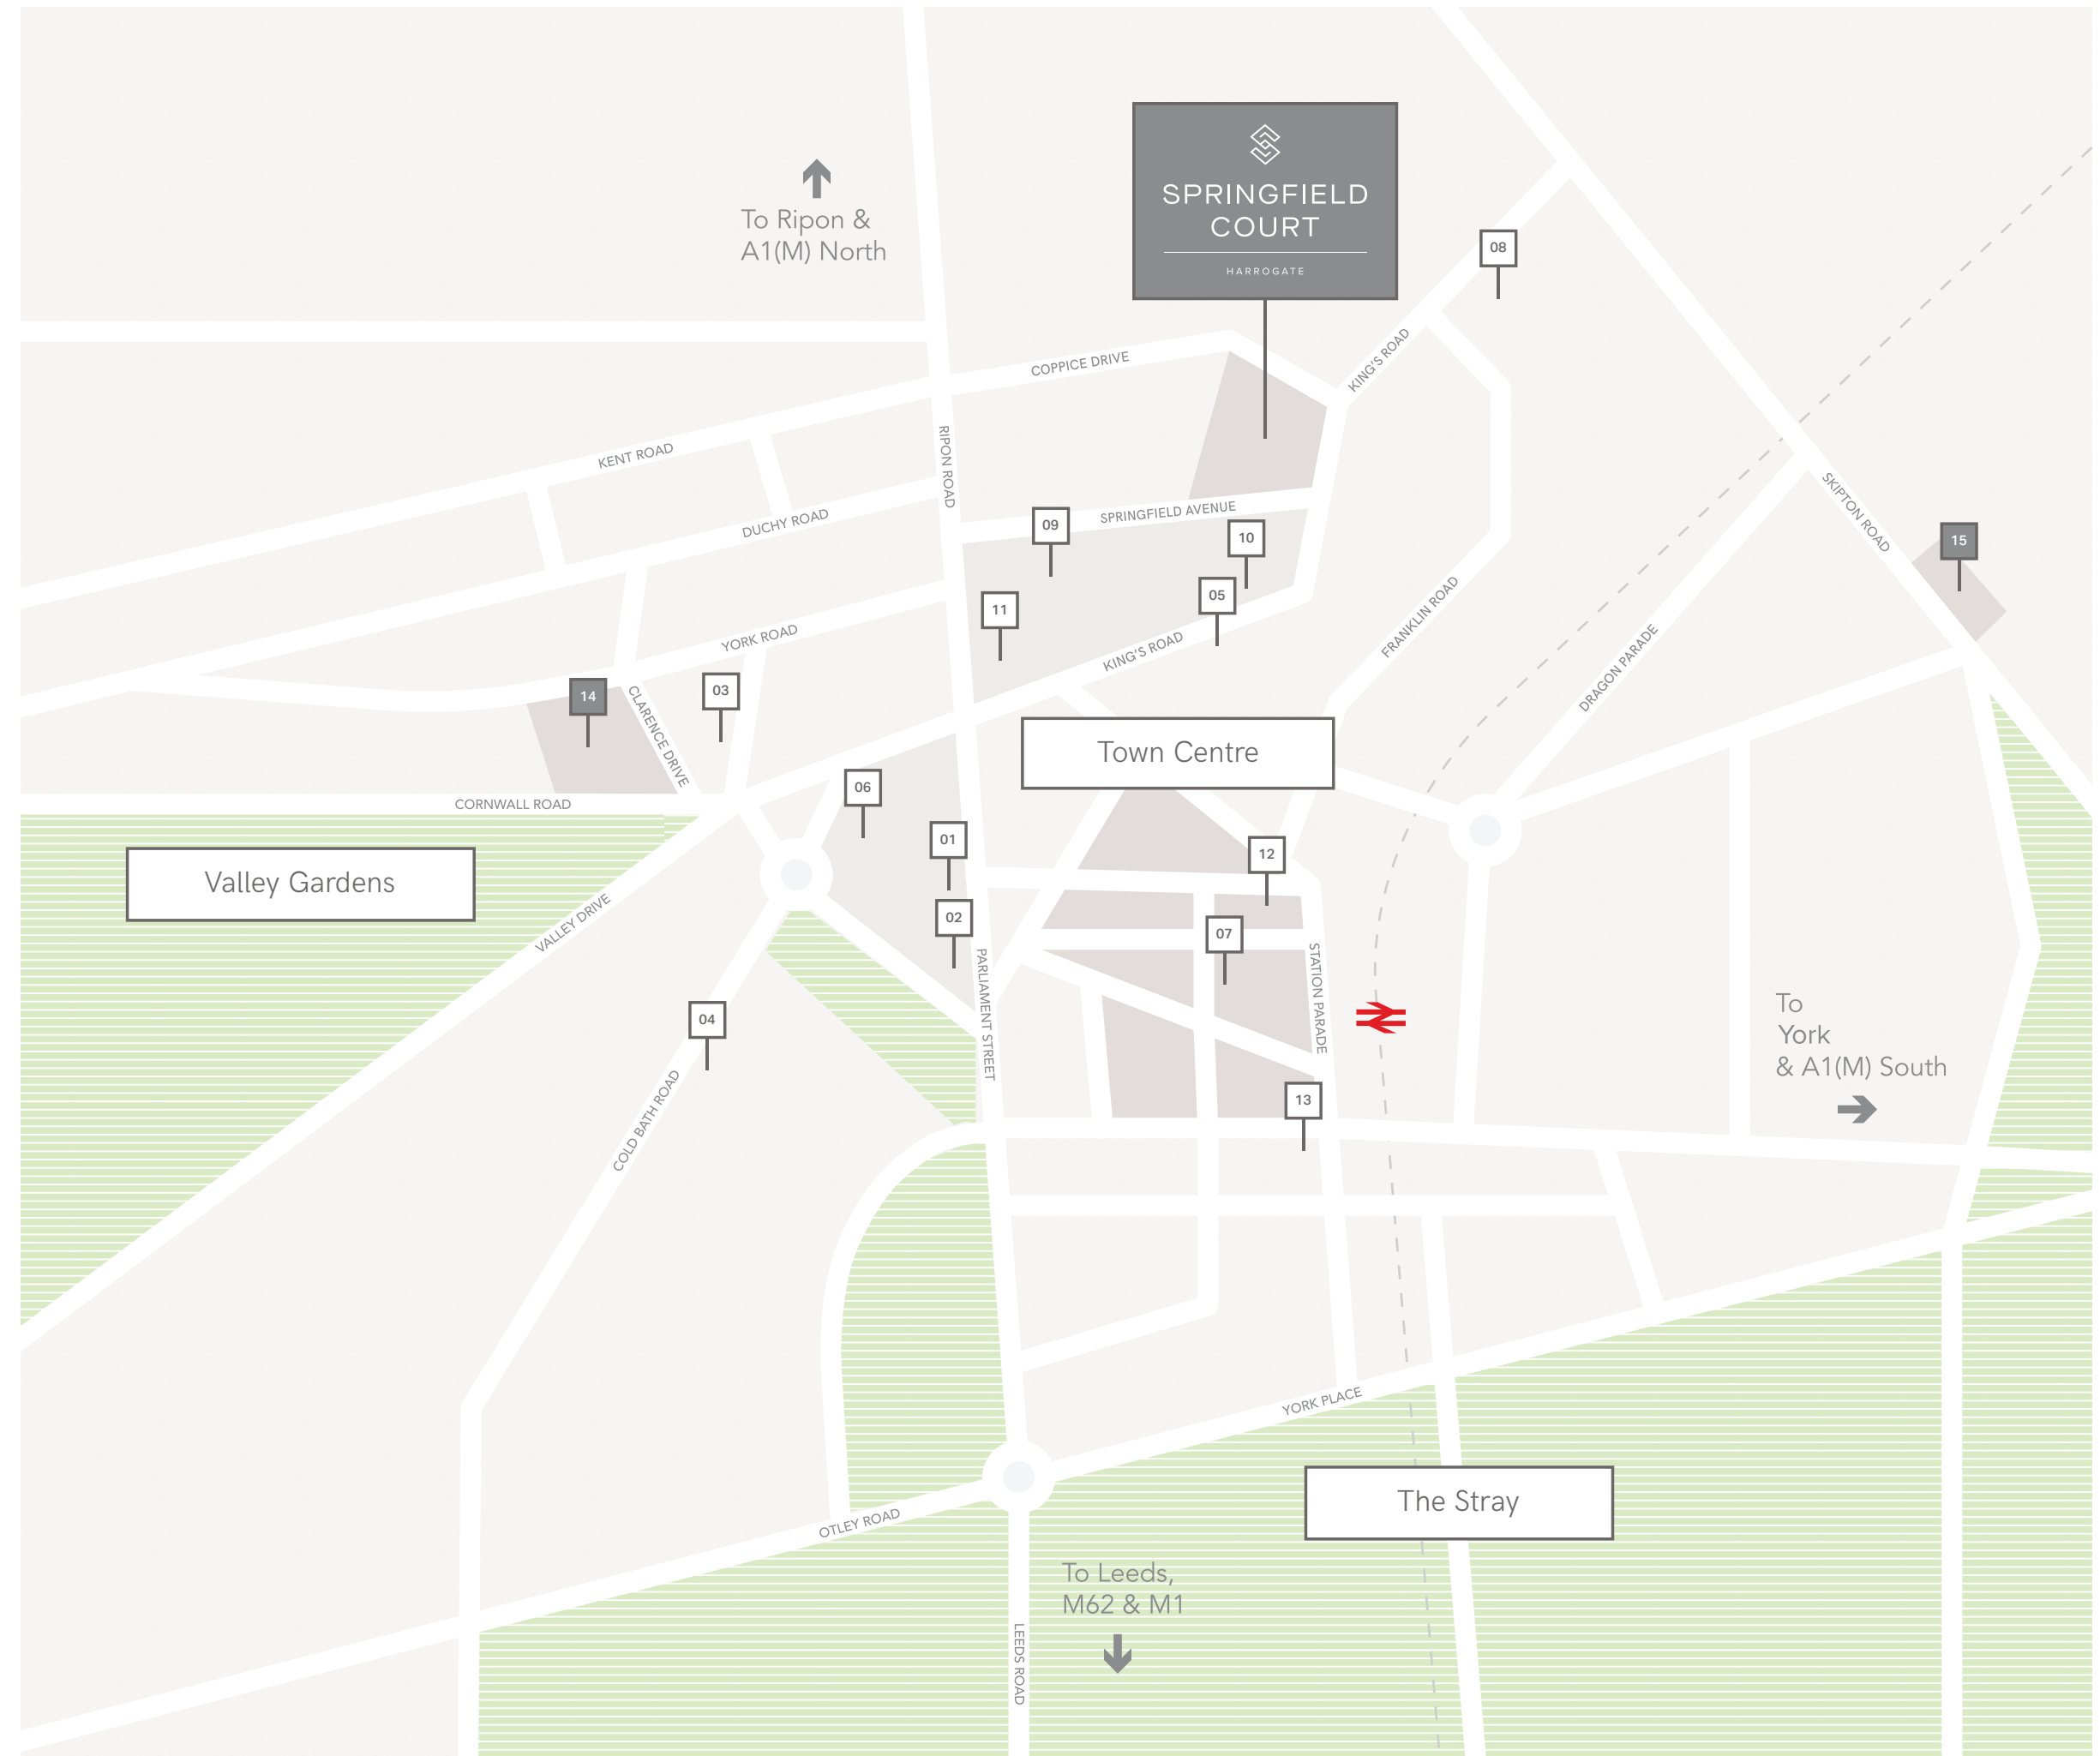 To Ripon &
A1(M) North
SPRINGFIELD
COURT
HARROGATE
08
KING'S ROAD
COPPICE DRIVE
KENT ROAD
RIPON ROAD
DUCHY ROAD
SPRINGFIELD AVENUE
09
10
SKIPTON ROAD
15
05
11
FRANKLIN ROAD
YORK ROAD
KING'S ROAD
DRAGON PARADE
14
03
CLARENCE DRIVE
Town Centre
CORNWALL ROAD
06
01
12
Valley Gardens
VALLEY DRIVE
02
07
PARLIAMENT STREET
STATION PARADE
04
To
York
& A1(M) South
13
COLD BATH ROAD
YORK PLACE
The Stray
OTLEY ROAD
To Leeds,
M62 & M1
LEEDS ROAD